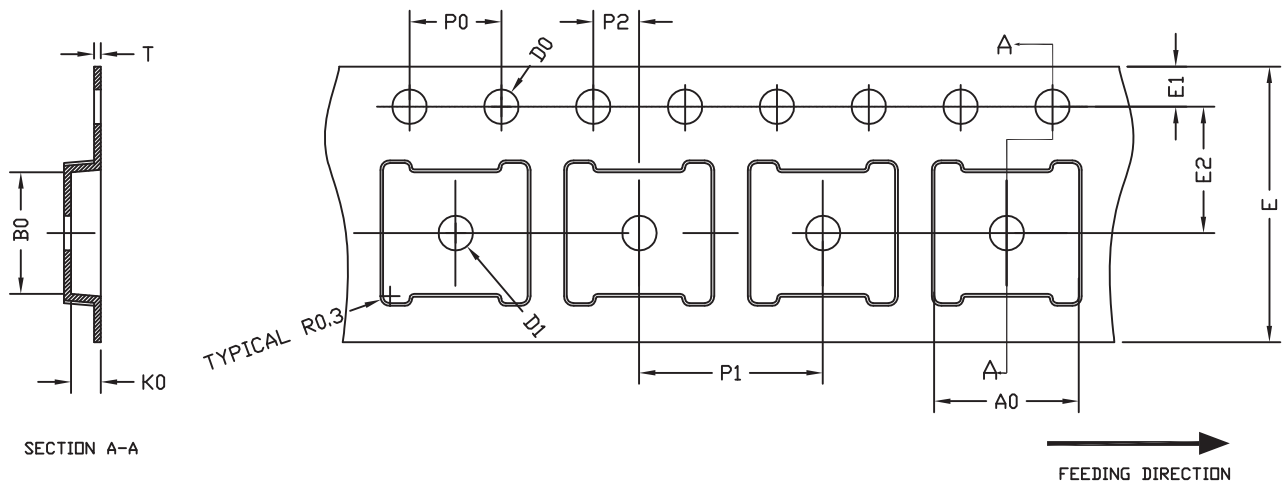 P0
P2
T
D0
A
E1
E2
E
B0
TYPICAL R0,3
D1
P1
A
K0
A0
SECTION A-A
FEEDING DIRECTION